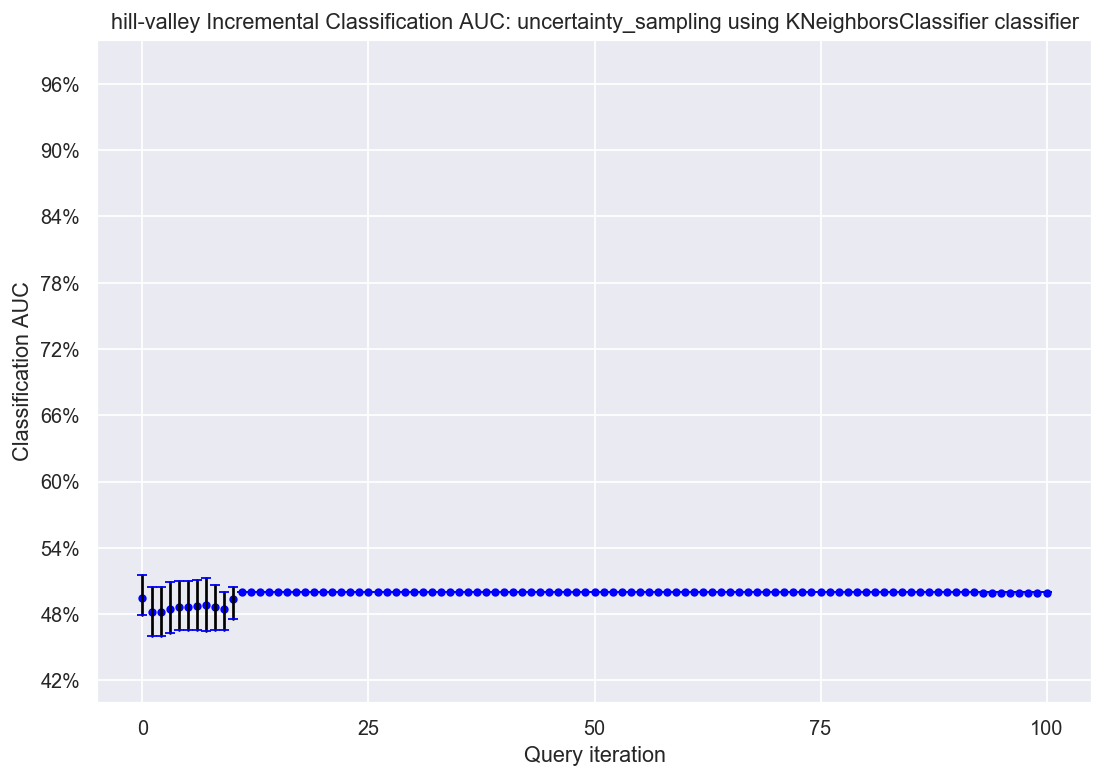 hill-valley Incremental Classification AUC: uncertainty_sampling using KNeighborsClassifier classifier
96%
90%
84%
78%
72%
66%
60%
54%
48%
42%
Classification AUC
0 25 50 75 100
Query iteration